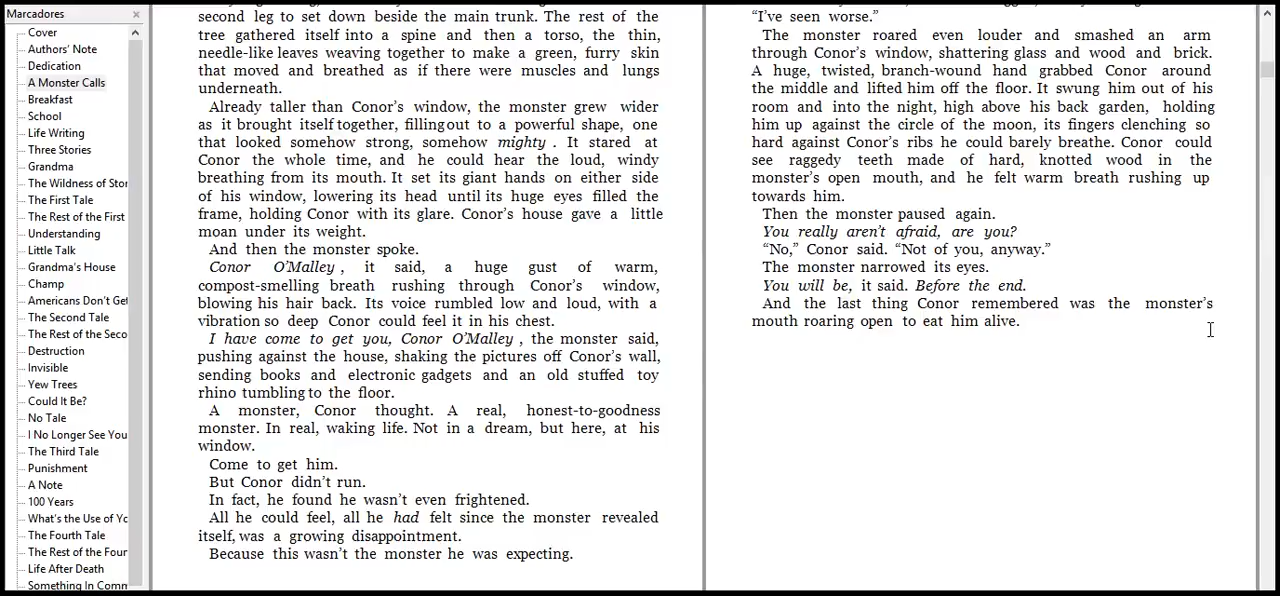 Marcadores
Cover
Authors' Note
Dedication
A Monster Calls
Breakfast
School
Life Writing
Three Stories
Grandma
The Wildness of Stor
The First Tale
The Rest of the First
Understanding
Little Talk
Grandma's House
Champ
Americans Don't Get
The Second Tale
The Rest of the Seco
Destruction
Invisible
Yew Trees
Could It Be?
No Tale
I No Longer See You
The Third Tale
Punishment
A Note
100 Years
What's the Use of Yo
The Fourth Tale
The Rest of the Four
Life After Death
Something In Comm
second leg to set down beside the main trunk. The rest of the
tree gathered itself into a spine and then a torso, the thin,
needle-like leaves weaving together to make a green, furry skin
that moved and breathed as if there were muscles and lungs
underneath.
Already taller than Conor's window, the monster grew wider
as it brought itself together, filling out to a powerful shape, one
that looked somehow strong, somehow mighty . It stared at
Conor the whole time, and he could hear the loud, windy
breathing from its mouth. It set its giant hands on either side
of his window, lowering its head until its huge eyes filled the
frame, holding Conor with its glare. Conor's house gave a little
moan under its weight.
And then the monster spoke.
Conor O'Malley , it said, a huge gust of warm,
compost-smelling breath rushing through Conor's window,
blowing his hair back. Its voice rumbled low and loud, with a
vibration so deep Conor could feel it in his chest.
I have come to get you, Conor O'Malley , the monster said,
pushing against the house, shaking the pictures off Conor's wall,
sending books and electronic gadgets and an old stuffed toy
rhino tumbling to the floor.
A monster, Conor thought. A real, honest-to-goodness
monster. In real, waking life. Not in a dream, but here, at his
window.
Come to get him.
But Conor didn't run.
In fact, he found he wasn't even frightened.
All he could feel, all he had felt since the monster revealed
itself, was a growing disappointment.
Because this wasn't the monster he was expecting.
“I've seen worse.”
The monster roared even louder and smashed an arm
through Conor's window, shattering glass and wood and brick.
A huge, twisted, branch-wound hand grabbed Conor around
the middle and lifted him off the floor. It swung him out of his
room and into the night, high above his back garden, holding
him up against the circle of the moon, its fingers clenching so
hard against Conor's ribs he could barely breathe. Conor could
see raggedy teeth made of hard, knotted wood in the
monster's open mouth, and he felt warm breath rushing up
towards him.
Then the monster paused again.
You really aren't afraid, are you?
“No,” Conor said. “Not of you, anyway.”
The monster narrowed its eyes.
You will be, it said. Before the end.
And the last thing Conor remembered was the monster's
mouth roaring open to eat him alive.